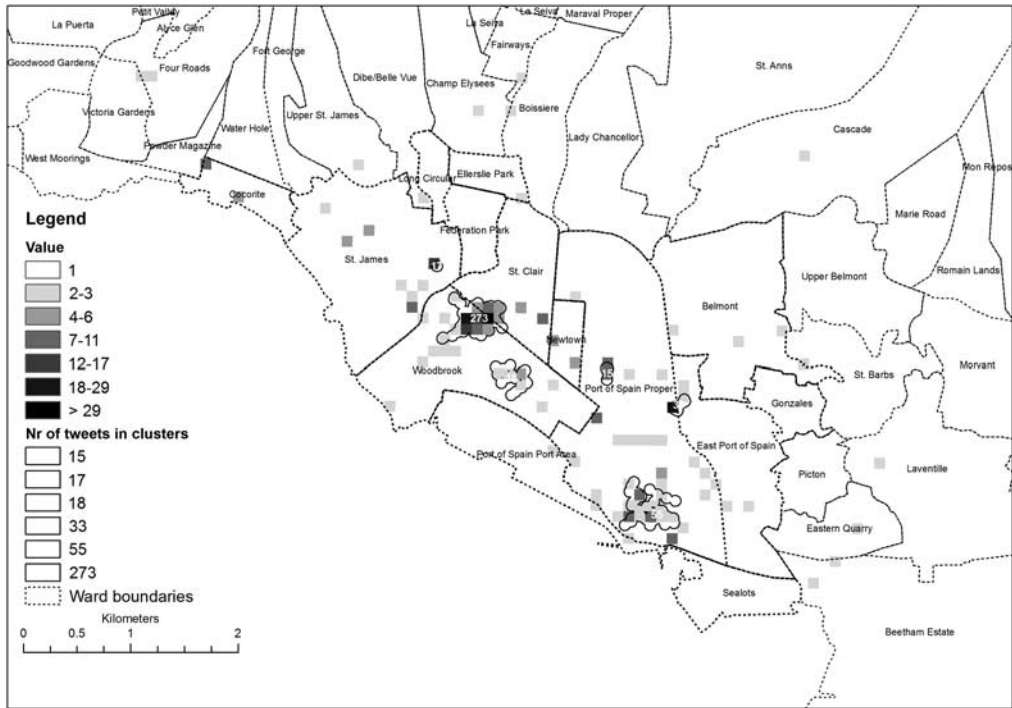 Petit Valley
La Puerta
Alyce Glen
La Seiva
Maraval Proper
La Seiva
Fort George
Fairways
Goodwood Gardens
Four Roads
Dibe/Belle Vue
Champ Elysees
St. Anns
Boissiere
Victoria Gardens
Upper St. James
Water Hole
Lady Chancellor
Cascade
Powder Magazine
West Moorings
Mon Repos
Long Circular
Ellerslie Park
Cocorite
Marie Road
Federation Park
St. James
St. Clair
Upper Belmont
Romain Lands
Belmont
273
Newtown
Morvant
Woodbrook
15
St. Barbs
Port of Spain Proper
Gonzales
East Port of Spain
Port of Spain Port Area
Picton
Laventille
Eastern Quarry
Sealots
Beetham Estate
Legend
Value
1
2-3
4-6
7-11
12-17
18-29
> 29
Nr of tweets in clusters
15
17
18
33
55
273
Ward boundaries
Kilometers
0 0.5 1 2